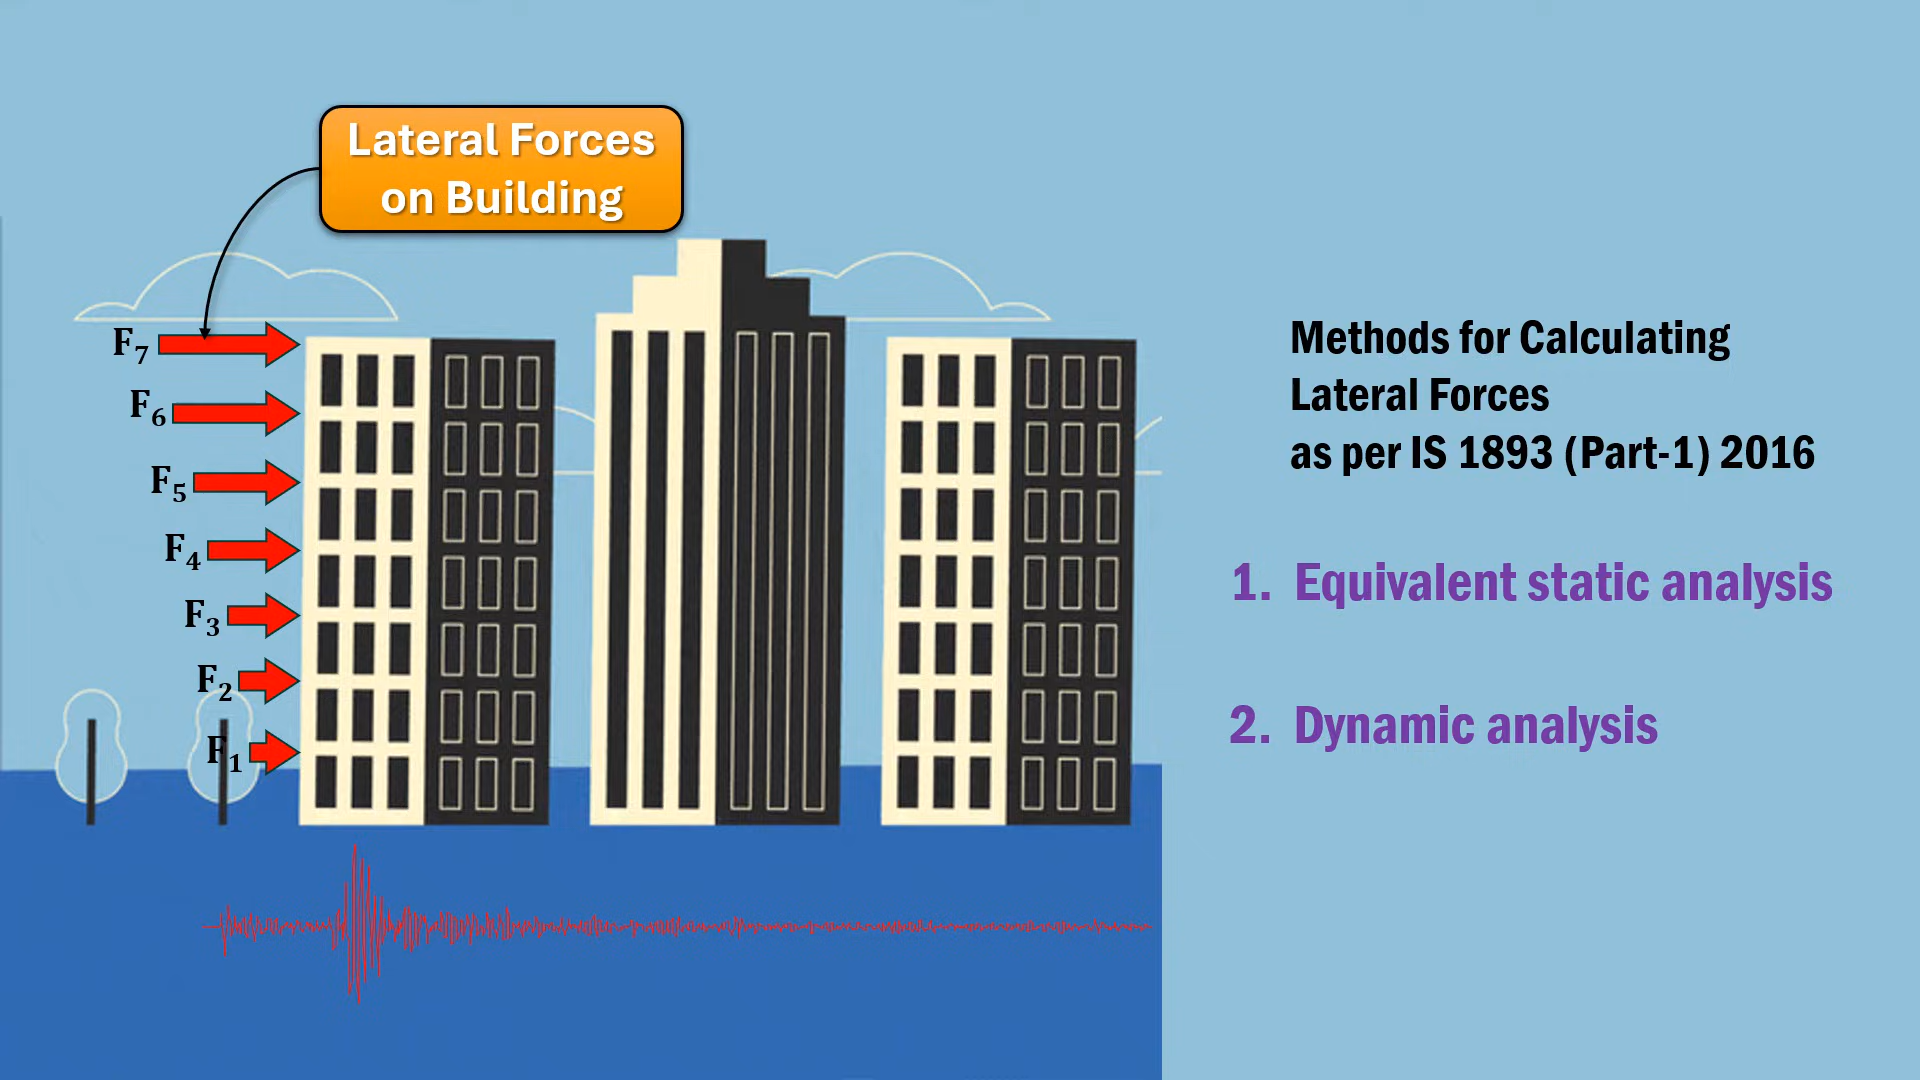 Lateral Forces
on Building
F7
F6
F5
F4
F3
F2
F1
Methods for Calculating
Lateral Forces
as per IS 1893 (Part-1) 2016
1. Equivalent static analysis
2. Dynamic analysis